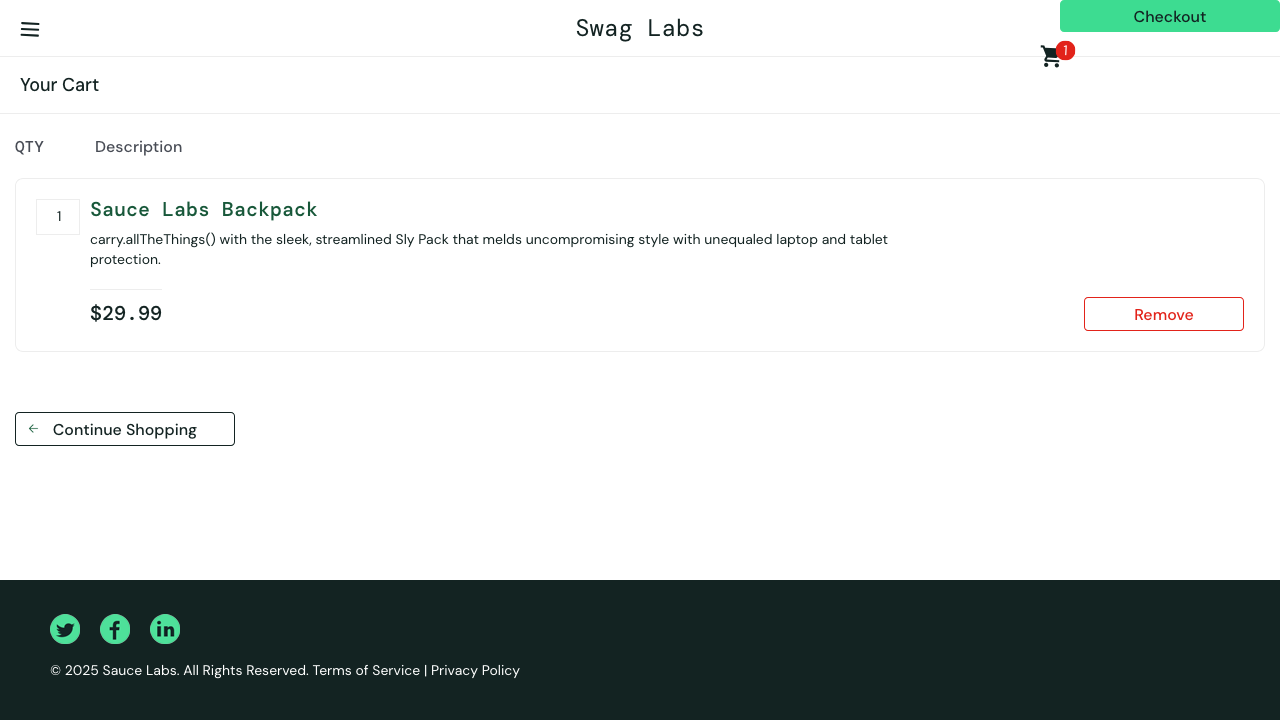 Swag Labs
Checkout
1
Your Cart
QTY Description
1
Sauce Labs Backpack
carry.allTheThings() with the sleek, streamlined Sly Pack that melds uncompromising style with unequaled laptop and tablet
protection.
$29.99
Remove
Continue Shopping
© 2025 Sauce Labs. All Rights Reserved. Terms of Service | Privacy Policy